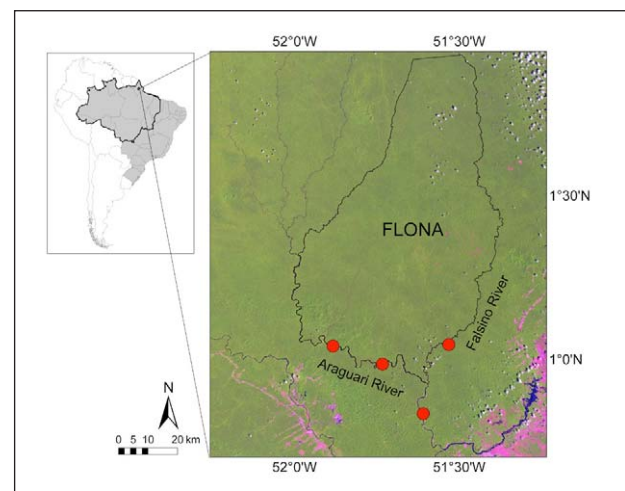 52°0'W 51°30'W
1°30'N
FLONA
Falsino River
1°0'N
Araguari River
N
0 5 10 20 km
52°0'W 51°30'W